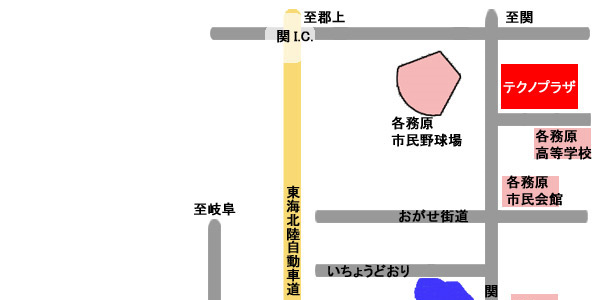 至郡上
至関
関 I.C.
テクノプラザ
各務原
市民野球場
各務原
高等学校
各務原
市民会館
東海北陸自動車道
至岐阜
おがせ街道
いちょうどおり
関